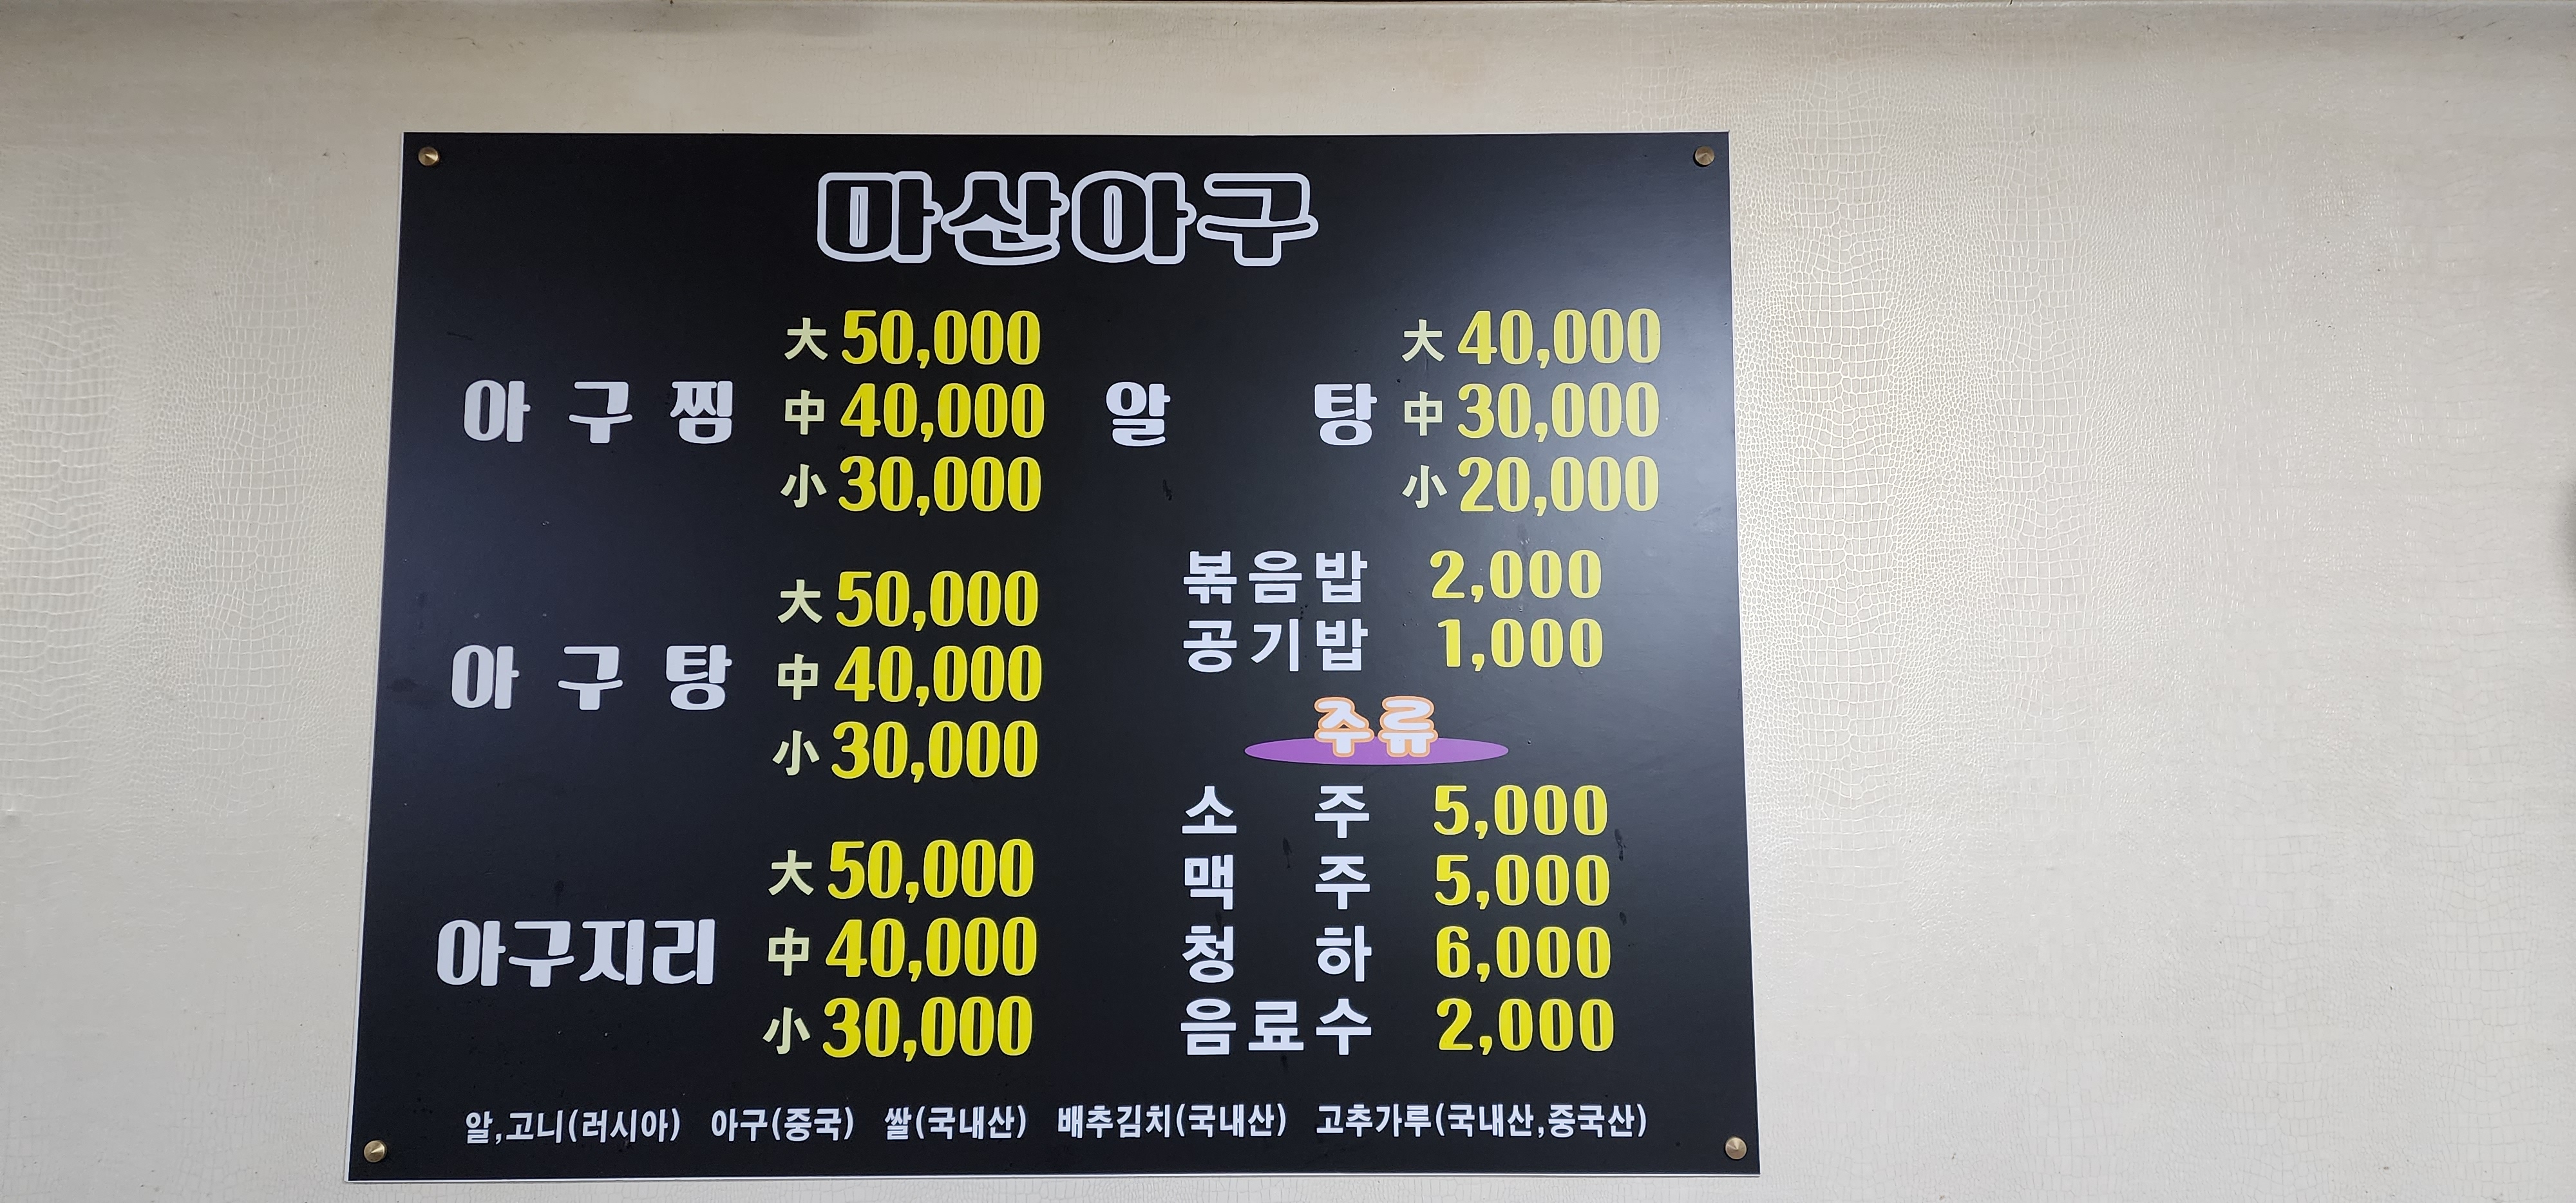 마산아구
아구찜
大 50,000
中 40,000
小 30,000
아구탕
大 50,000
中 40,000
小 30,000
아구지리
大 50,000
中 40,000
小 30,000
알탕
大 40,000
中 30,000
小 20,000
볶음밥 2,000
공기밥 1,000
주류
소주 5,000
맥주 5,000
청하 6,000
음료수 2,000
알,고니(러시아) 아구(중국) 쌀(국내산) 배추김치(국내산) 고추가루(국내산,중국산)